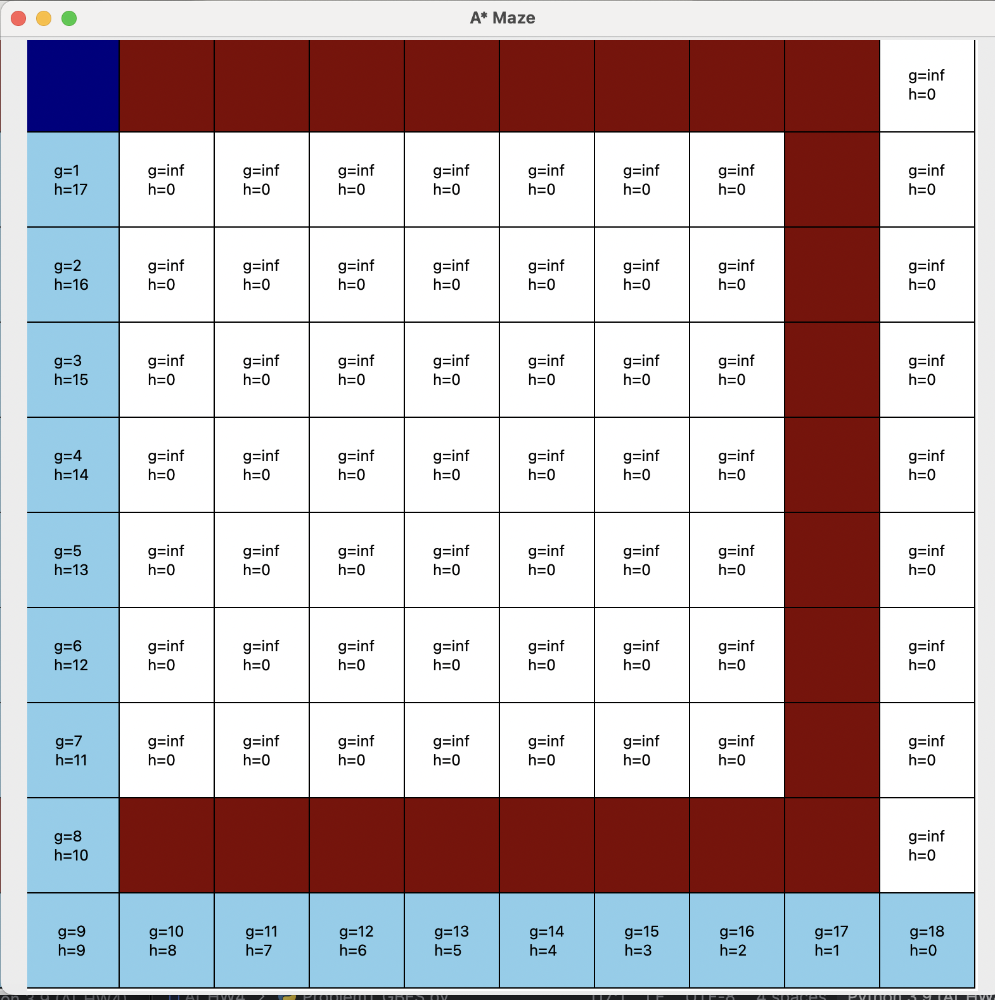 A* Maze
g=inf
h=0
g=1 g=inf g=inf g=inf g=inf g=inf g=inf g=inf g=inf
h=17 h=0 h=0 h=0 h=0 h=0 h=0 h=0 h=0
g=2 g=inf g=inf g=inf g=inf g=inf g=inf g=inf g=inf
h=16 h=0 h=0 h=0 h=0 h=0 h=0 h=0 h=0
g=3 g=inf g=inf g=inf g=inf g=inf g=inf g=inf g=inf
h=15 h=0 h=0 h=0 h=0 h=0 h=0 h=0 h=0
g=4 g=inf g=inf g=inf g=inf g=inf g=inf g=inf g=inf
h=14 h=0 h=0 h=0 h=0 h=0 h=0 h=0 h=0
g=5 g=inf g=inf g=inf g=inf g=inf g=inf g=inf g=inf
h=13 h=0 h=0 h=0 h=0 h=0 h=0 h=0 h=0
g=6 g=inf g=inf g=inf g=inf g=inf g=inf g=inf g=inf
h=12 h=0 h=0 h=0 h=0 h=0 h=0 h=0 h=0
g=7 g=inf g=inf g=inf g=inf g=inf g=inf g=inf g=inf
h=11 h=0 h=0 h=0 h=0 h=0 h=0 h=0 h=0
g=8 g=inf
h=10 h=0
g=9 g=10 g=11 g=12 g=13 g=14 g=15 g=16 g=17 g=18
h=9 h=8 h=7 h=6 h=5 h=4 h=3 h=2 h=1 h=0